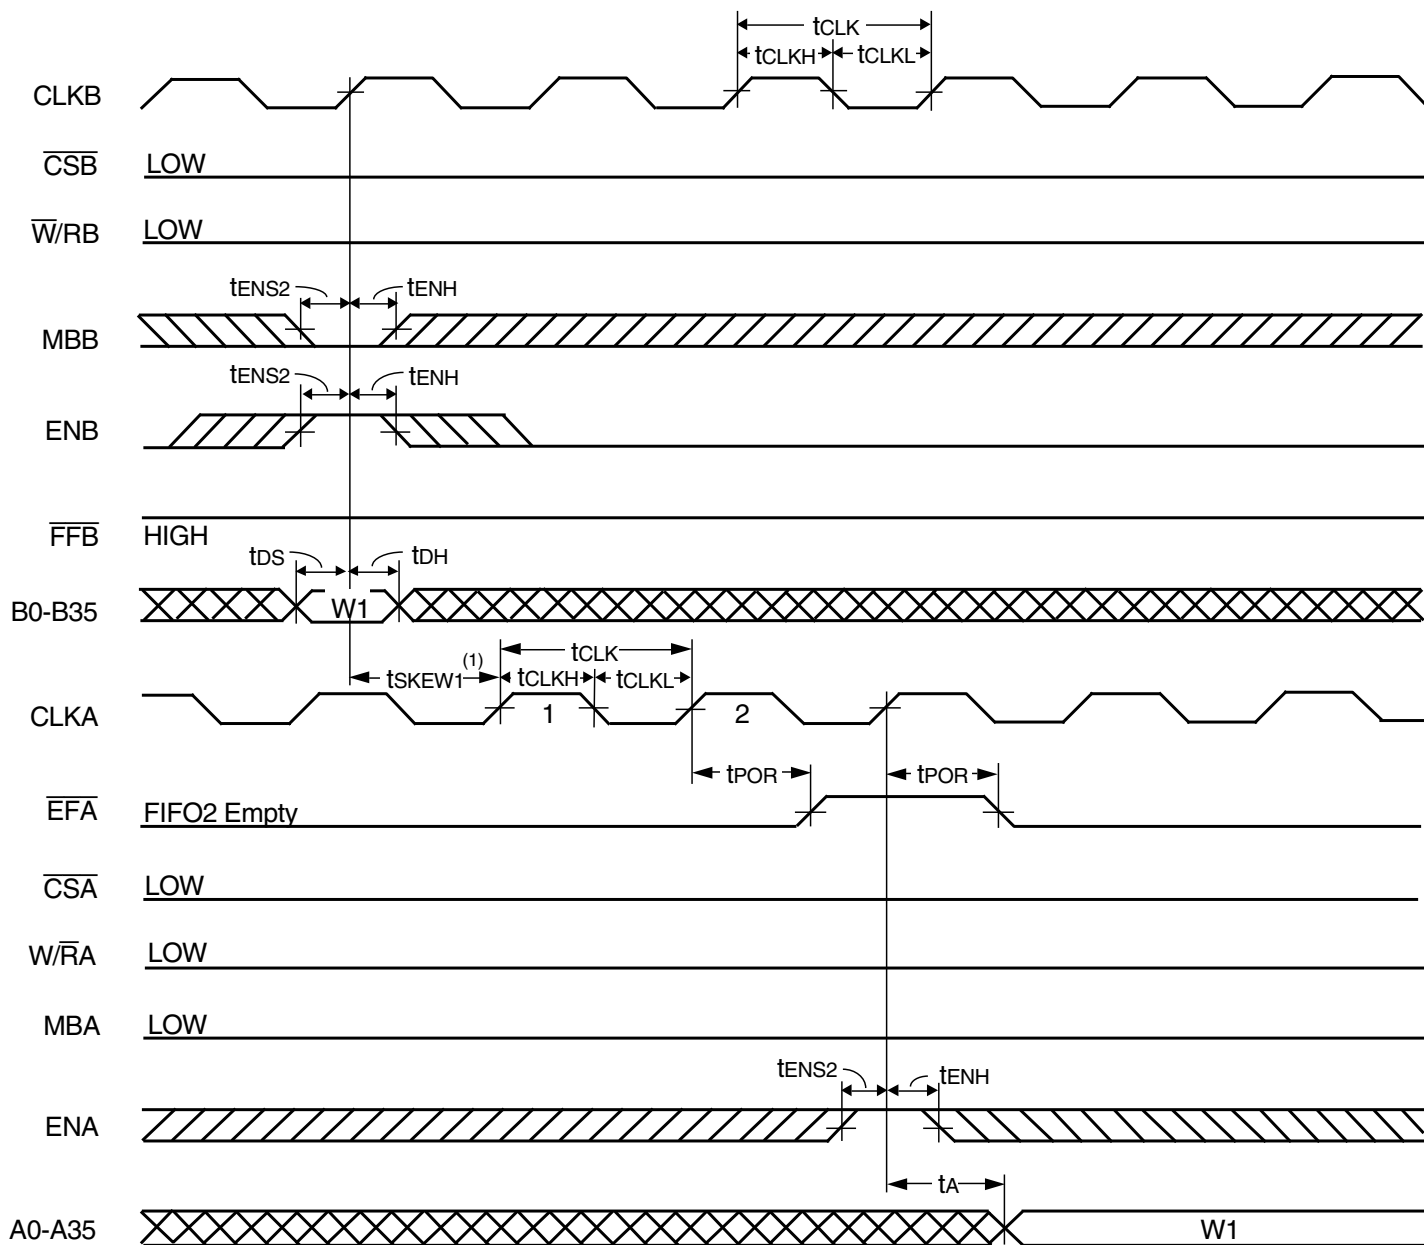 tCLK
tCLKH tCLKL
CLKB
CSB LOW
W/RB LOW
tENS2 tENH
MBB
tENS2 tENH
ENB
FFB HIGH
tDS tDH
B0-B35 W1
tCLK
tSKEW1(1) tCLKH tCLKL
CLKA 1 2
tPOR tPOR
EFA FIFO2 Empty
CSA LOW
W/RA LOW
MBA LOW
tENS2 tENH
ENA
tA
A0-A35 W1